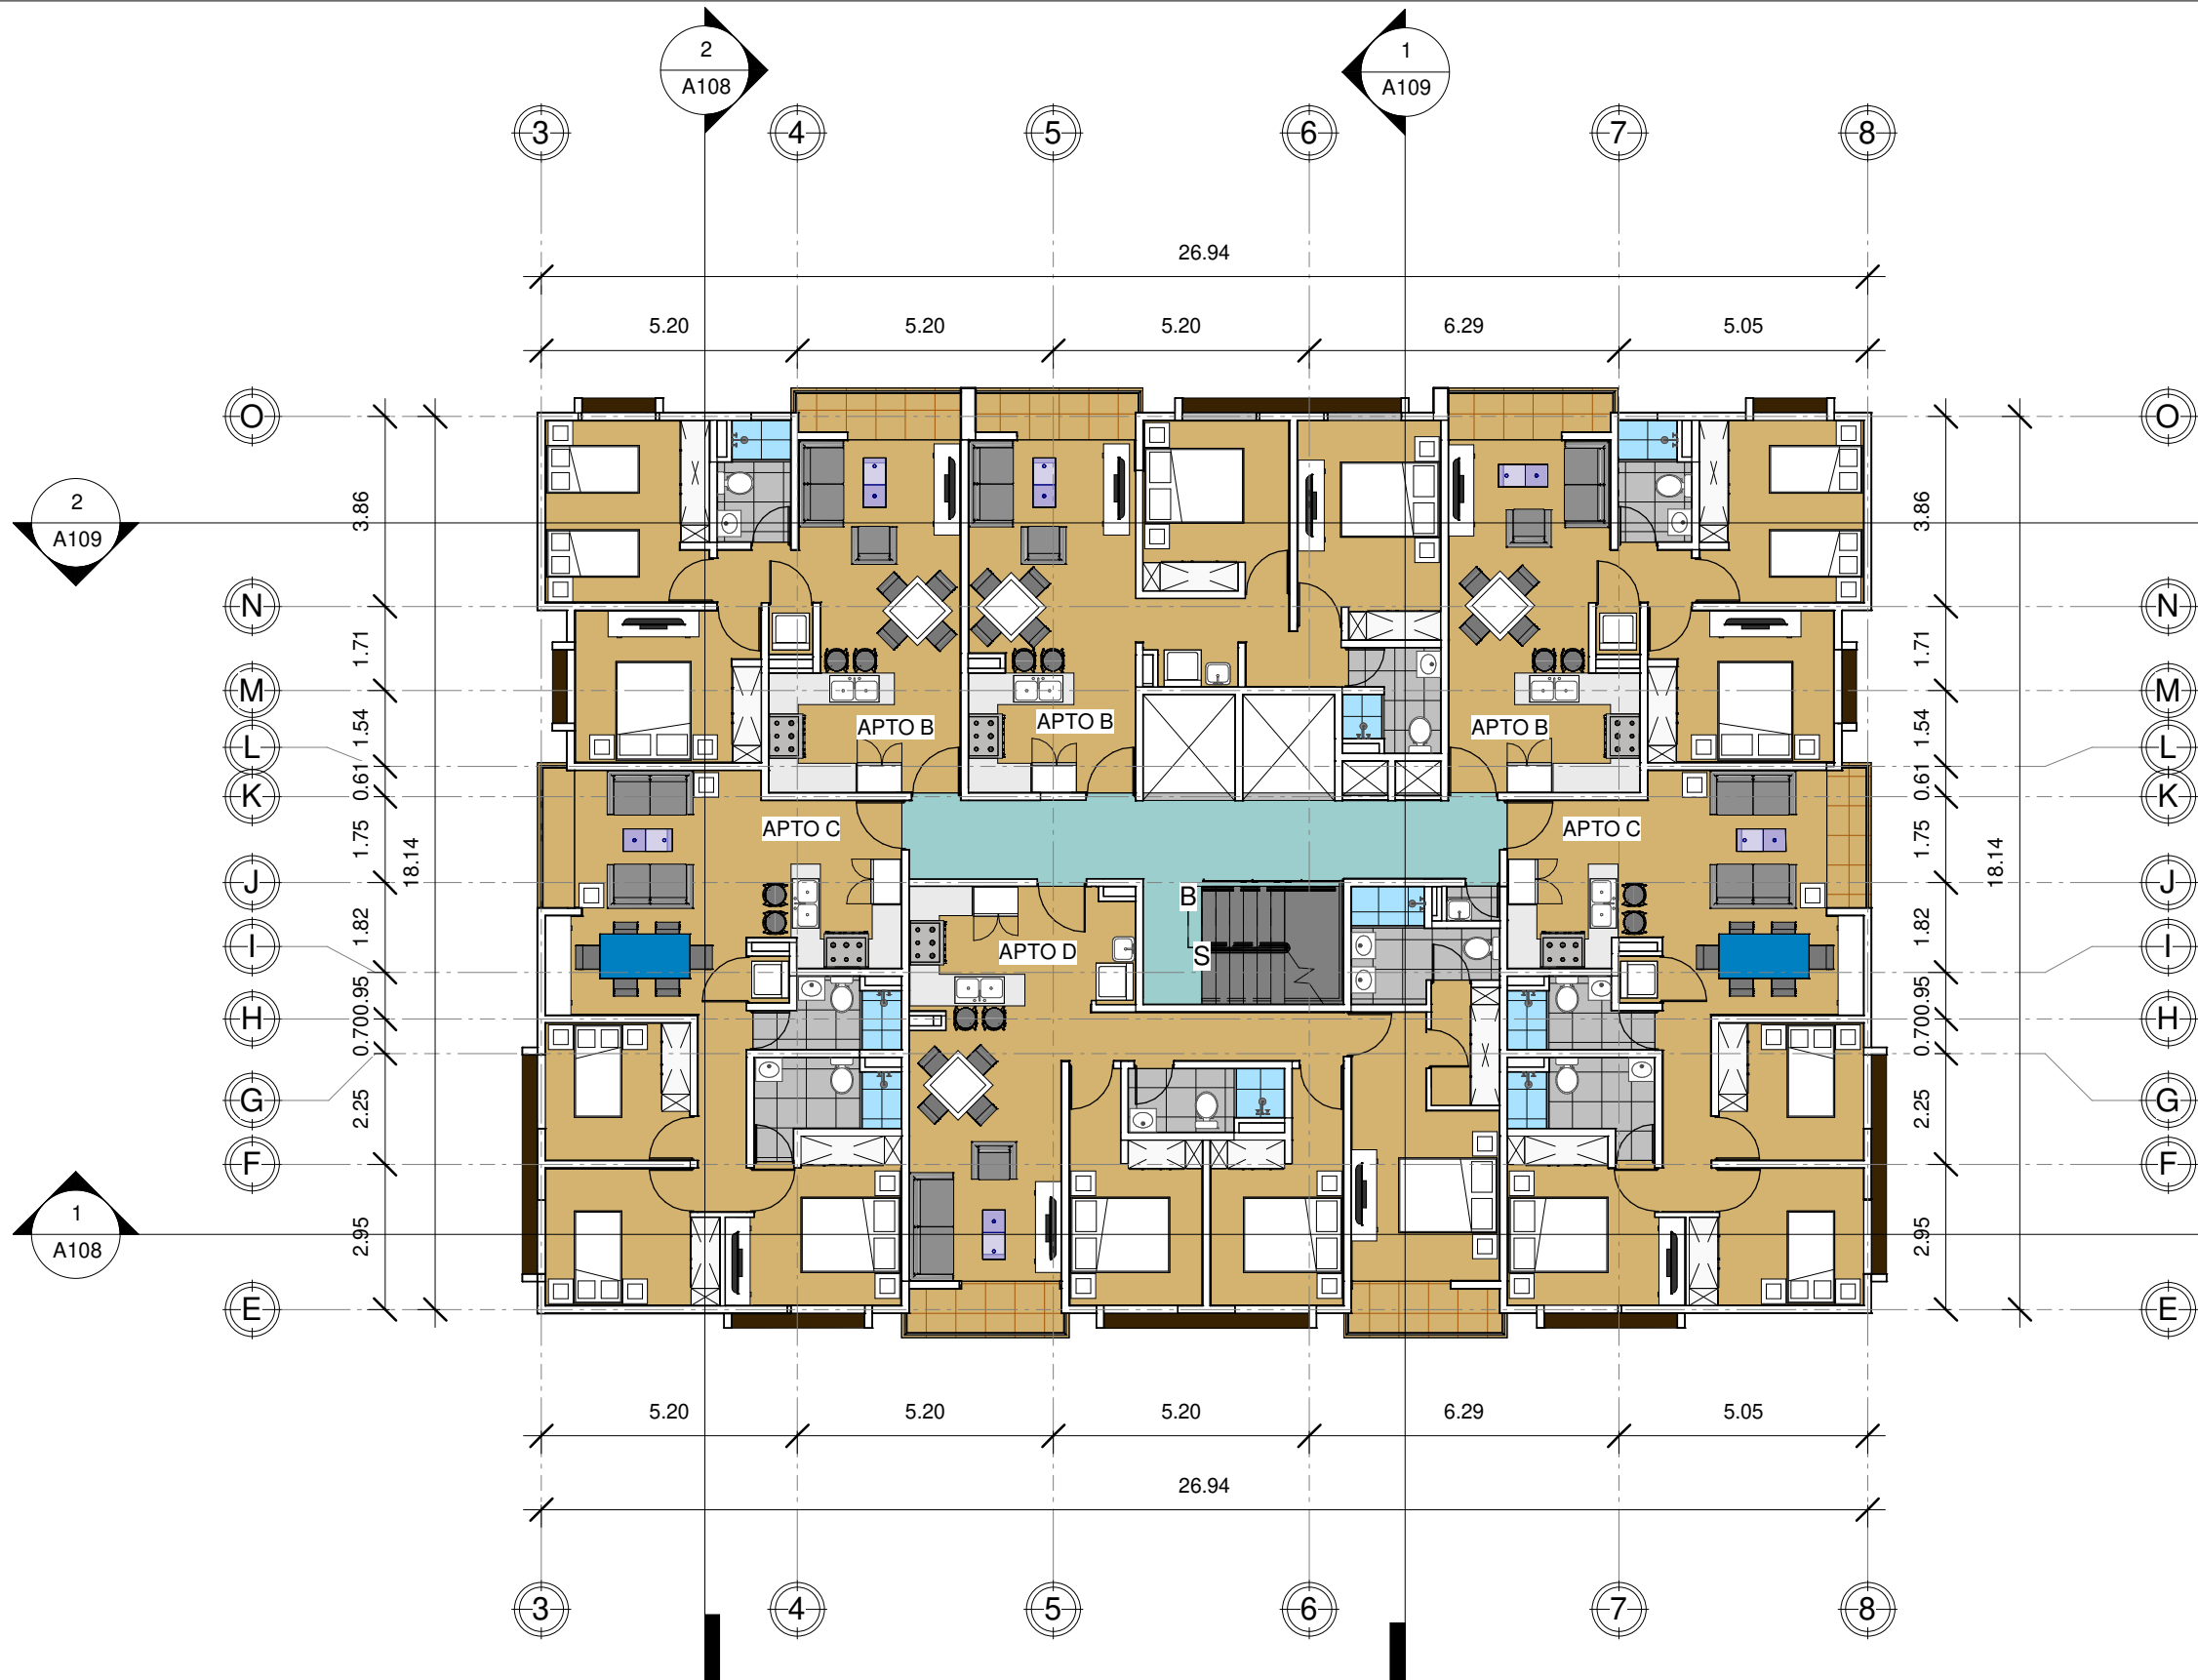 2
A108
1
A109
3
4
5
6
7
8
26.94
5.20
5.20
5.20
6.29
5.05
O
O
2
A109
3.86
3.86
N
N
1.71
1.71
M
M
APTO B
APTO B
APTO B
1.54
1.54
L
L
0.61
0.61
K
K
APTO C
APTO C
1.75
1.75
18.14
18.14
J
J
B
1.82
1.82
I
I
APTO D
S
0.95
0.95
H
H
0.70
0.70
G
G
2.25
2.25
F
F
1
A108
2.95
2.95
E
E
5.20
5.20
5.20
6.29
5.05
26.94
3
4
5
6
7
8